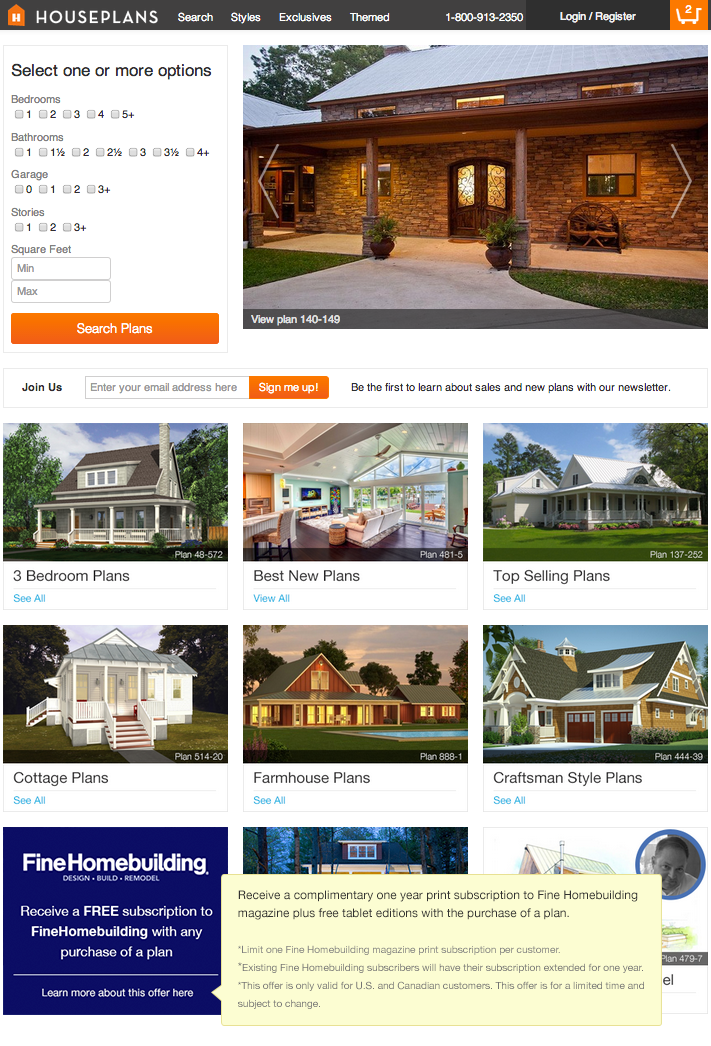 HOUSEPLANS Search Styles Exclusives Themed 1-800-913-2350 Login / Register 2
Select one or more options
Bedrooms
1 2 3 4 5+
Bathrooms
1 1½ 2 2½ 3 3½ 4+
Garage
0 1 2 3+
Stories
1 2 3+
Square Feet
Min
Max
Search Plans
View plan 140-149
Join Us Enter your email address here Sign me up! Be the first to learn about sales and new plans with our newsletter.
Plan 48-572
3 Bedroom Plans
See All
Plan 481-5
Best New Plans
View All
Plan 137-252
Top Selling Plans
See All
Plan 514-20
Cottage Plans
See All
Plan 888-1
Farmhouse Plans
See All
Plan 444-39
Craftsman Style Plans
See All
FineHomebuilding
DESIGN • BUILD • REMODEL
Receive a FREE subscription to
FineHomebuilding with any
purchase of a plan
Learn more about this offer here
Receive a complimentary one year print subscription to Fine Homebuilding
magazine plus free tablet editions with the purchase of a plan.
*Limit one Fine Homebuilding magazine print subscription per customer.
*Existing Fine Homebuilding subscribers will have their subscription extended for one year.
*This offer is only valid for U.S. and Canadian customers. This offer is for a limited time and
subject to change.
Plan 479-7
el